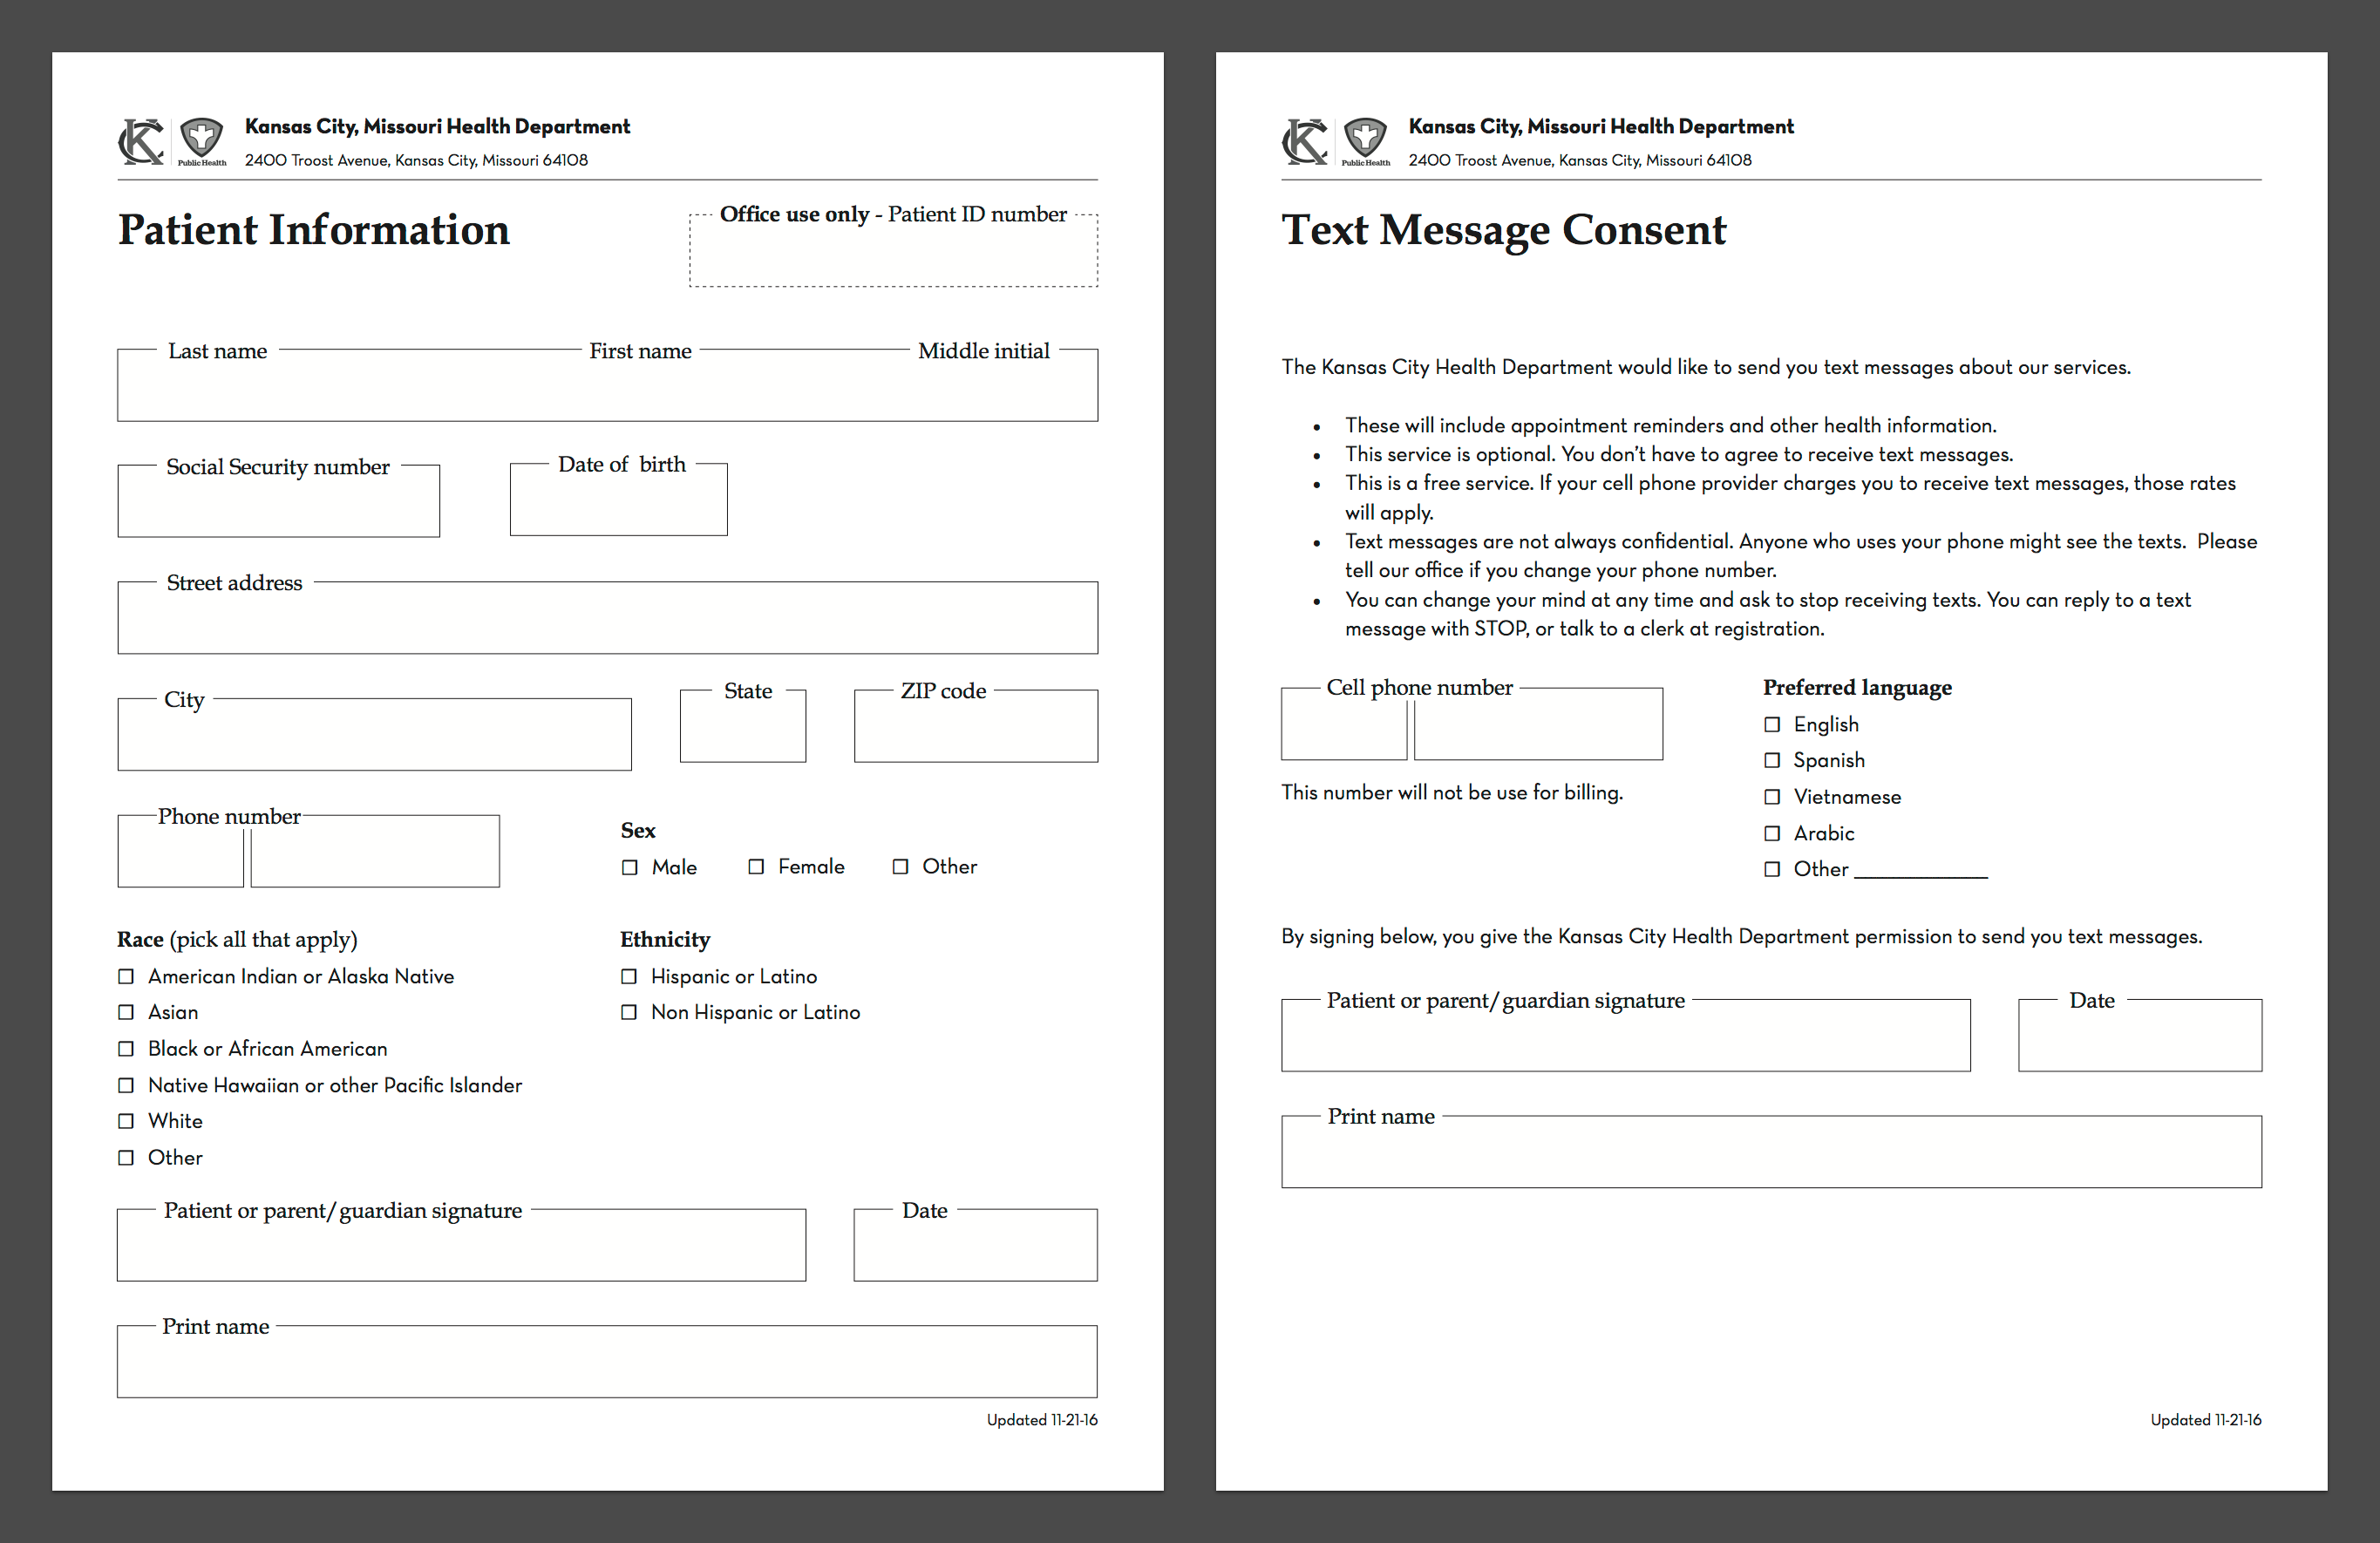 KC
Public Health
Kansas City, Missouri Health Department
2400 Troost Avenue, Kansas City, Missouri 64108
Patient Information
Office use only - Patient ID number
Last name First name Middle initial
Social Security number Date of birth
Street address
City State ZIP code
Phone number
Sex
☐ Male ☐ Female ☐ Other
Race (pick all that apply)
☐ American Indian or Alaska Native
☐ Asian
☐ Black or African American
☐ Native Hawaiian or other Pacific Islander
☐ White
☐ Other
Ethnicity
☐ Hispanic or Latino
☐ Non Hispanic or Latino
Patient or parent/guardian signature Date
Print name
Updated 11-21-16
KC
Public Health
Kansas City, Missouri Health Department
2400 Troost Avenue, Kansas City, Missouri 64108
Text Message Consent
The Kansas City Health Department would like to send you text messages about our services.
• These will include appointment reminders and other health information.
• This service is optional. You don’t have to agree to receive text messages.
• This is a free service. If your cell phone provider charges you to receive text messages, those rates
will apply.
• Text messages are not always confidential. Anyone who uses your phone might see the texts.  Please
tell our office if you change your phone number.
• You can change your mind at any time and ask to stop receiving texts. You can reply to a text
message with STOP, or talk to a clerk at registration.
Cell phone number
This number will not be use for billing.
Preferred language
☐ English
☐ Spanish
☐ Vietnamese
☐ Arabic
☐ Other ____________
By signing below, you give the Kansas City Health Department permission to send you text messages.
Patient or parent/guardian signature Date
Print name
Updated 11-21-16